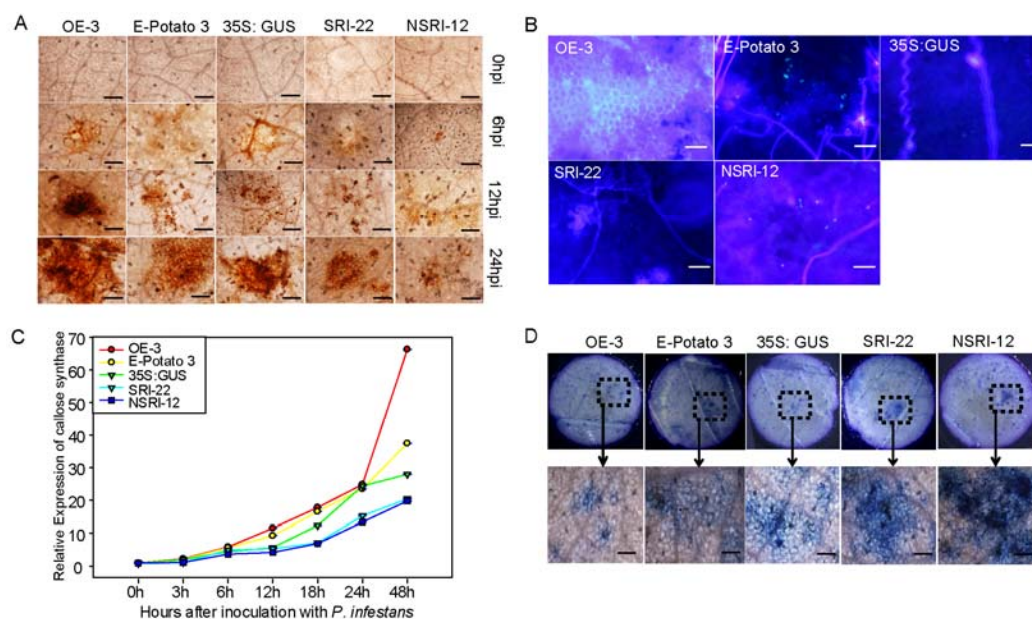 A
OE-3 E-Potato 3 35S: GUS SRI-22 NSRI-12
0hpi
6hpi
12hpi
24hpi
B
OE-3 E-Potato 3 35S:GUS
SRI-22 NSRI-12
C
Relative Expression of callose synthase
70
60
50
40
30
20
10
0
OE-3
E-Potato 3
35S:GUS
SRI-22
NSRI-12
0h 3h 6h 12h 18h 24h 48h
Hours after inoculation with P. infestans
D
OE-3 E-Potato 3 35S: GUS SRI-22 NSRI-12